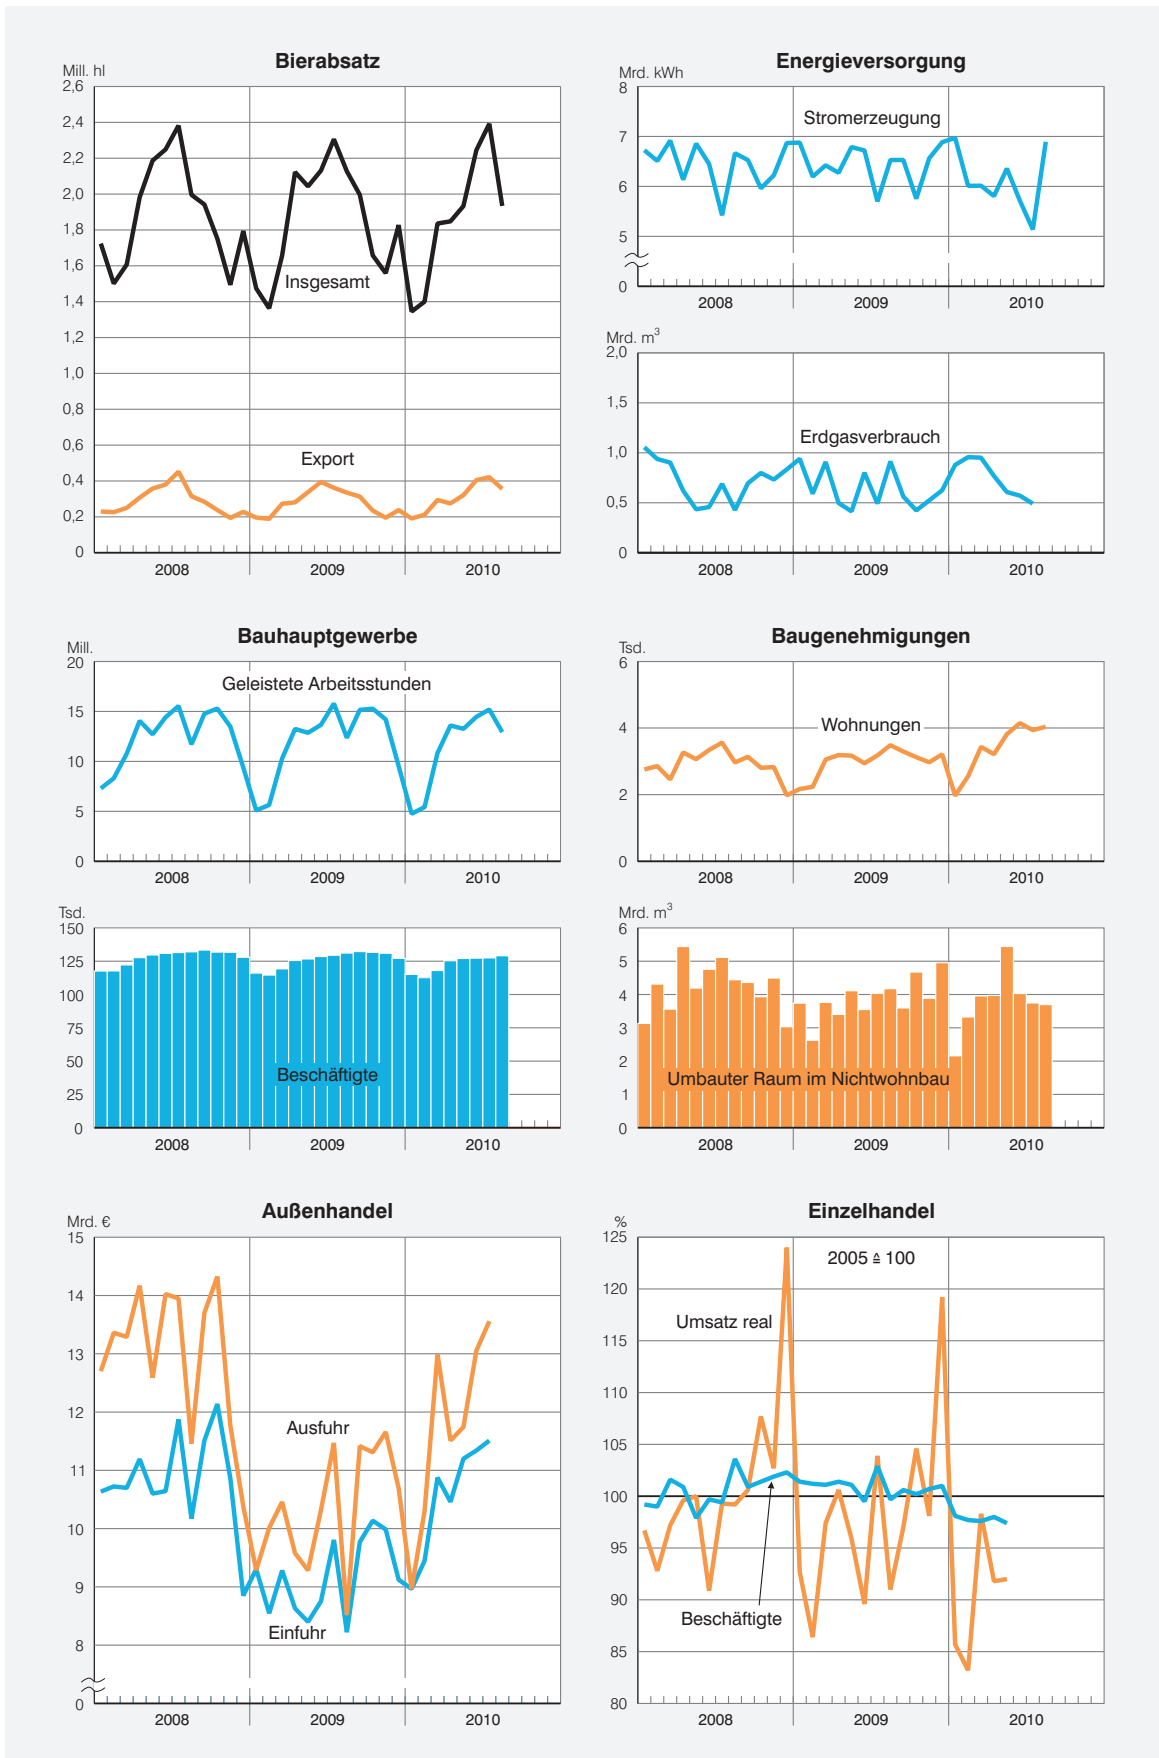 Bierabsatz
Mill. hl
2,6
2,4
2,2
2,0
1,8
1,6
1,4
1,2
1,0
0,8
0,6
0,4
0,2
0
Insgesamt
Export
2008 2009 2010
Energieversorgung
Mrd. kWh
8
7
6
5
0
Stromerzeugung
2008 2009 2010
Mrd. m³
2,0
1,5
1,0
0,5
0
Erdgasverbrauch
2008 2009 2010
Bauhauptgewerbe
Mill.
20
15
10
5
0
Geleistete Arbeitsstunden
2008 2009 2010
Tsd.
150
125
100
75
50
25
0
Beschäftigte
2008 2009 2010
Baugenehmigungen
Tsd.
6
4
2
0
Wohnungen
2008 2009 2010
Mrd. m³
6
5
4
3
2
1
0
Umbauter Raum im Nichtwohnbau
2008 2009 2010
Außenhandel
Mrd. €
15
14
13
12
11
10
9
8
0
Ausfuhr
Einfuhr
2008 2009 2010
Einzelhandel
%
125
120
115
110
105
100
95
90
85
80
2005 ≙ 100
Umsatz real
Beschäftigte
2008 2009 2010